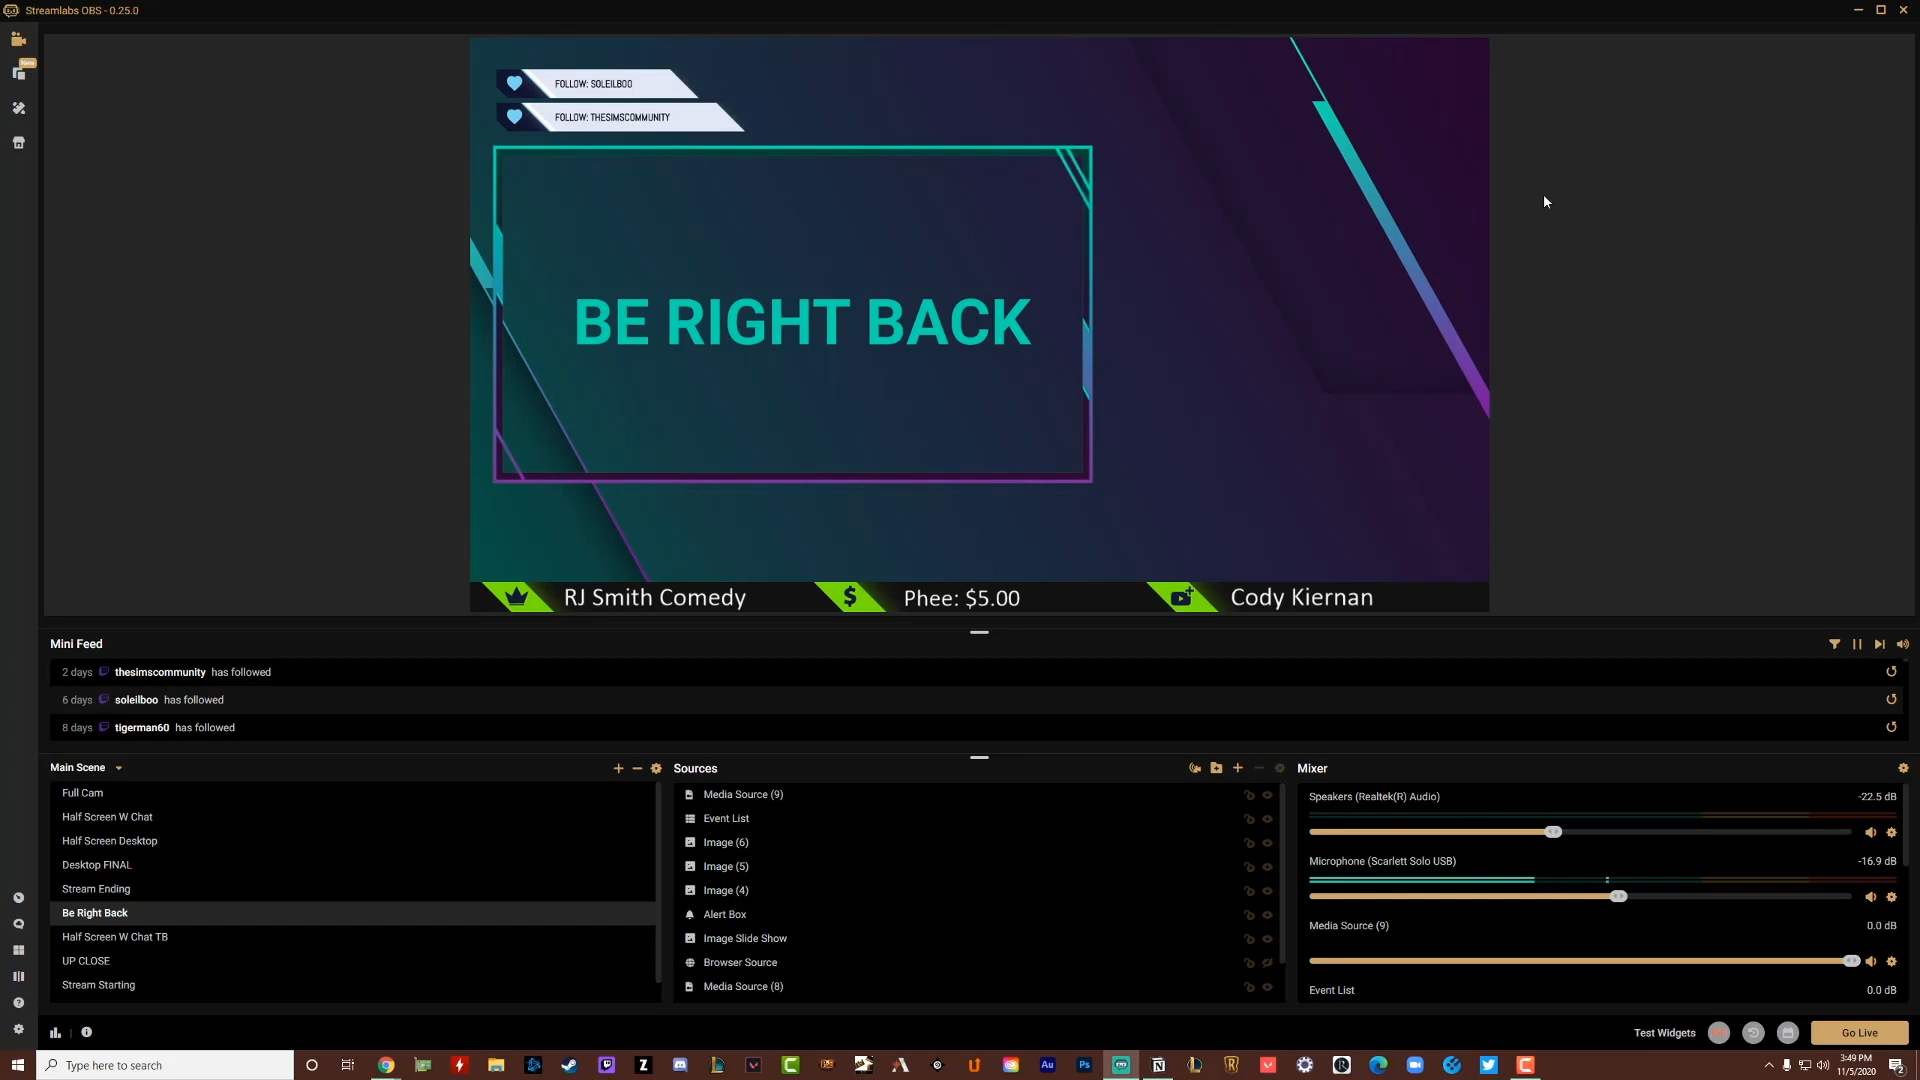 Streamlabs OBS - 0.25.0
New
FOLLOW: SOLEILBOO
FOLLOW: THESIMSCOMMUNITY
BE RIGHT BACK
RJ Smith Comedy
$
Phee: $5.00
Cody Kiernan
Mini Feed
2 days thesimscommunity has followed
6 days soleilboo has followed
8 days tigerman60 has followed
Main Scene
Full Cam
Half Screen W Chat
Half Screen Desktop
Desktop FINAL
Stream Ending
Be Right Back
Half Screen W Chat TB
UP CLOSE
Stream Starting
Sources
Media Source (9)
Event List
Image (6)
Image (5)
Image (4)
Alert Box
Image Slide Show
Browser Source
Media Source (8)
Mixer
Speakers (Realtek(R) Audio) -22.5 dB
Microphone (Scarlett Solo USB) -16.9 dB
Media Source (9) 0.0 dB
Event List 0.0 dB
Test Widgets
Go Live
Type here to search
Au
Ps
3:49 PM
11/5/2020
2